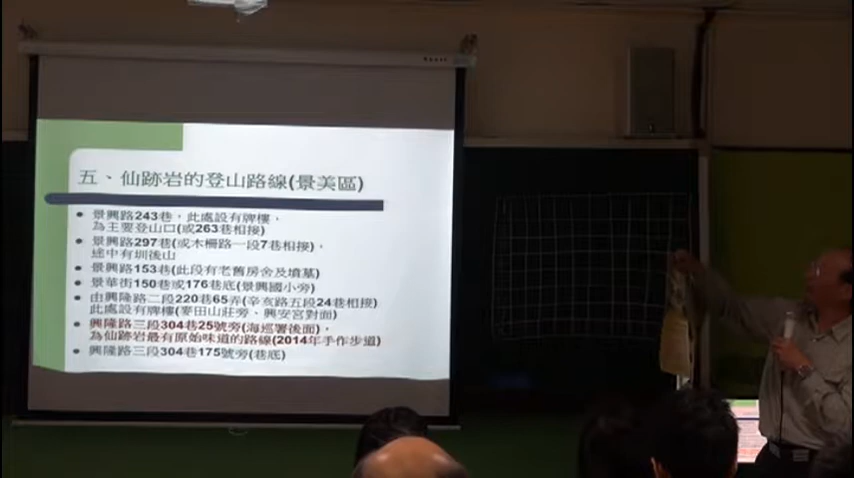 五、仙跡岩的登山路線(景美區)
● 景興路243巷，此處設有牌樓，
為主要登山口(或263巷相接)
● 景興路297巷(或木柵路一段7巷相接)，
途中有圳後山
● 景興路153巷(此段有老舊房舍及墳墓)
● 景華街150巷或176巷底(景興國小旁)
● 由興隆路二段220巷65弄(辛亥路五段24巷相接)
此處設有牌樓(麥田山莊旁、興安宮對面)
● 興隆路三段304巷25號旁(海巡署後面)，
為仙跡岩最有原始味道的路線(2014年手作步道)
● 興隆路三段304巷175號旁(巷底)